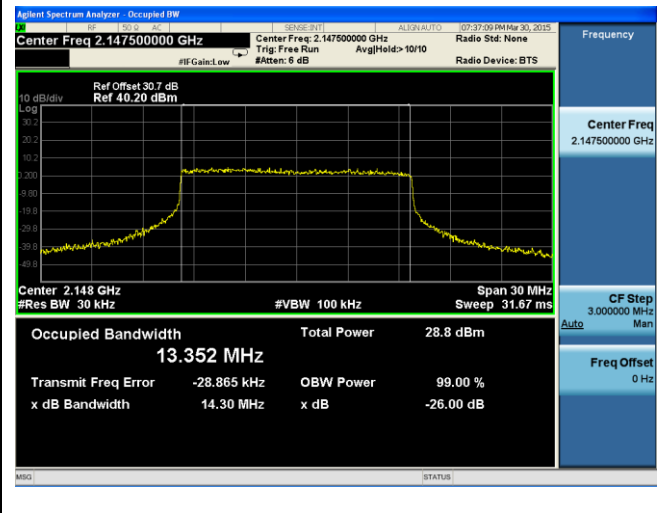 Agilent Spectrum Analyzer - Occupied BW
RF 50 Ω AC SENSE:INT ALIGN AUTO 07:37:09 PM Mar 30, 2015
Center Freq 2.147500000 GHz
Center Freq: 2.147500000 GHz Radio Std: None
Trig: Free Run Avg|Hold:> 10/10
#IFGain:Low #Atten: 6 dB Radio Device: BTS
Ref Offset 30.7 dB
10 dB/div Ref 40.20 dBm
Log
30.2
20.2
10.2
0.200
-9.80
-19.8
-29.8
-39.8
-49.8
Center 2.148 GHz Span 30 MHz
#Res BW 30 kHz #VBW 100 kHz Sweep 31.67 ms
Occupied Bandwidth Total Power 28.8 dBm
13.352 MHz
Transmit Freq Error -28.865 kHz OBW Power 99.00 %
x dB Bandwidth 14.30 MHz x dB -26.00 dB
MSG STATUS
Frequency
Center Freq
2.147500000 GHz
CF Step
3.000000 MHz
Auto Man
Freq Offset
0 Hz